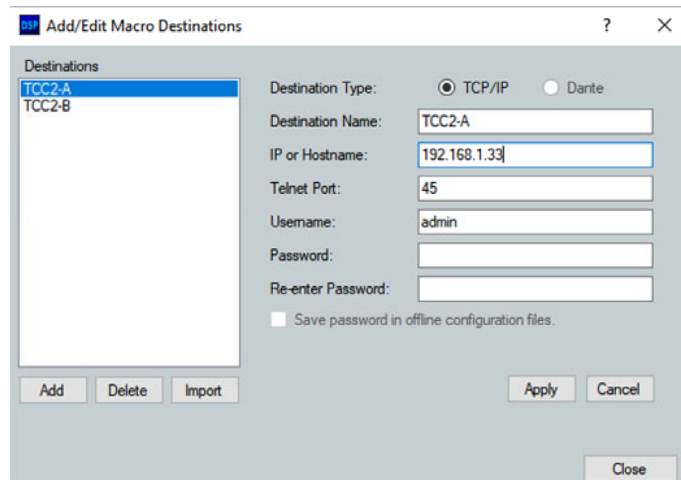 DSP Add/Edit Macro Destinations ? X
Destinations
TCC2-A
TCC2-B
Destination Type: TCP/IP Dante
Destination Name: TCC2-A
IP or Hostname: 192.168.1.33
Telnet Port: 45
Username: admin
Password:
Re-enter Password:
Save password in offline configuration files.
Add Delete Import Apply Cancel
Close